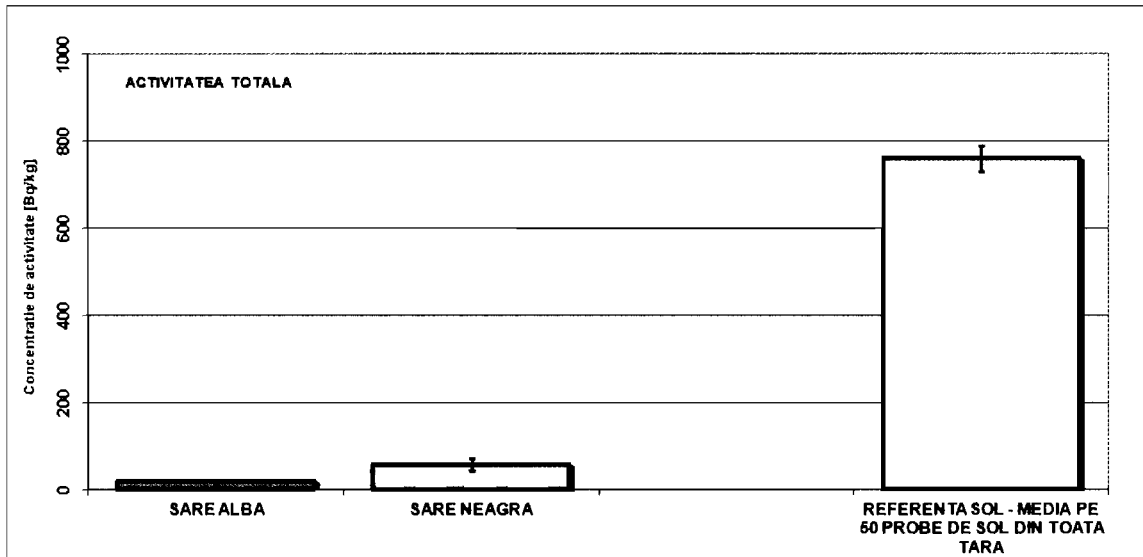 ACTIVITATEA TOTALA
Concentratie de activitate [Bq/kg]
1000
800
600
400
200
0
SARE ALBA
SARE NEAGRA
REFERENTA SOL - MEDIA PE
50 PROBE DE SOL DIN TOATA
TARA